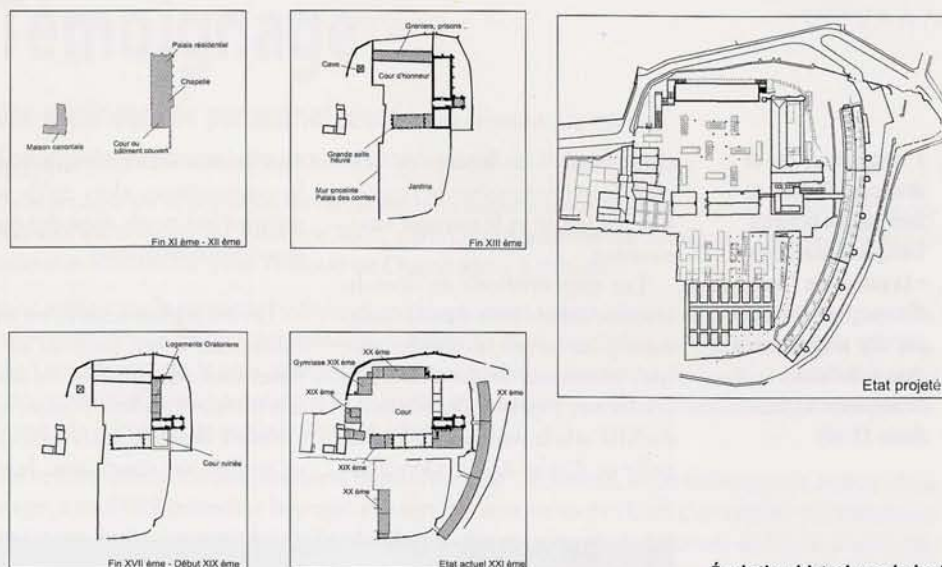 Palais résidentiel
Chapelle
Maison canoniale
Cour du
bâtiment couvert
Fin XI ème - XII ème
Greniers, prisons
Cave
Cour d'honneur
Grande salle
neuve
Mur enceinte
Palais des comtes
Jardins
Fin XIII ème
Etat projeté
Logements Oratoriens
Cour ruinée
Fin XVII ème - Début XIX ème
XX ème
Gymnase XIX ème
XIX ème
Cour
XX ème
XIX ème
XX ème
Etat actuel XXI ème